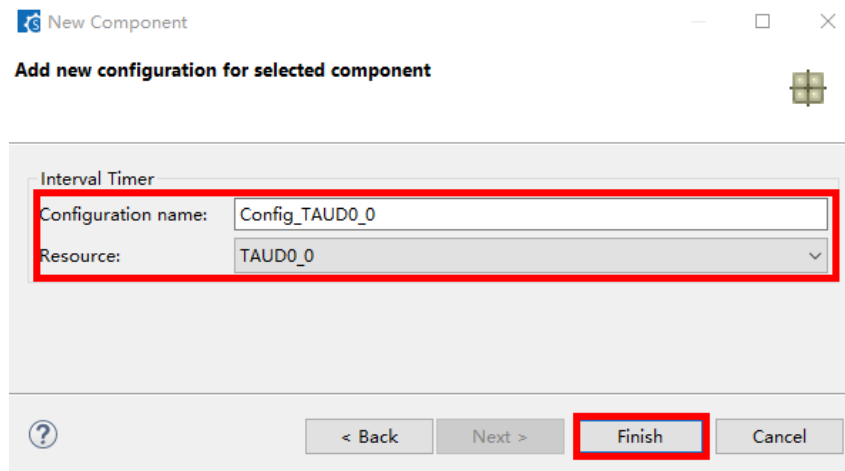 New Component
Add new configuration for selected component
Interval Timer
Configuration name: Config_TAUD0_0
Resource: TAUD0_0
< Back Next > Finish Cancel